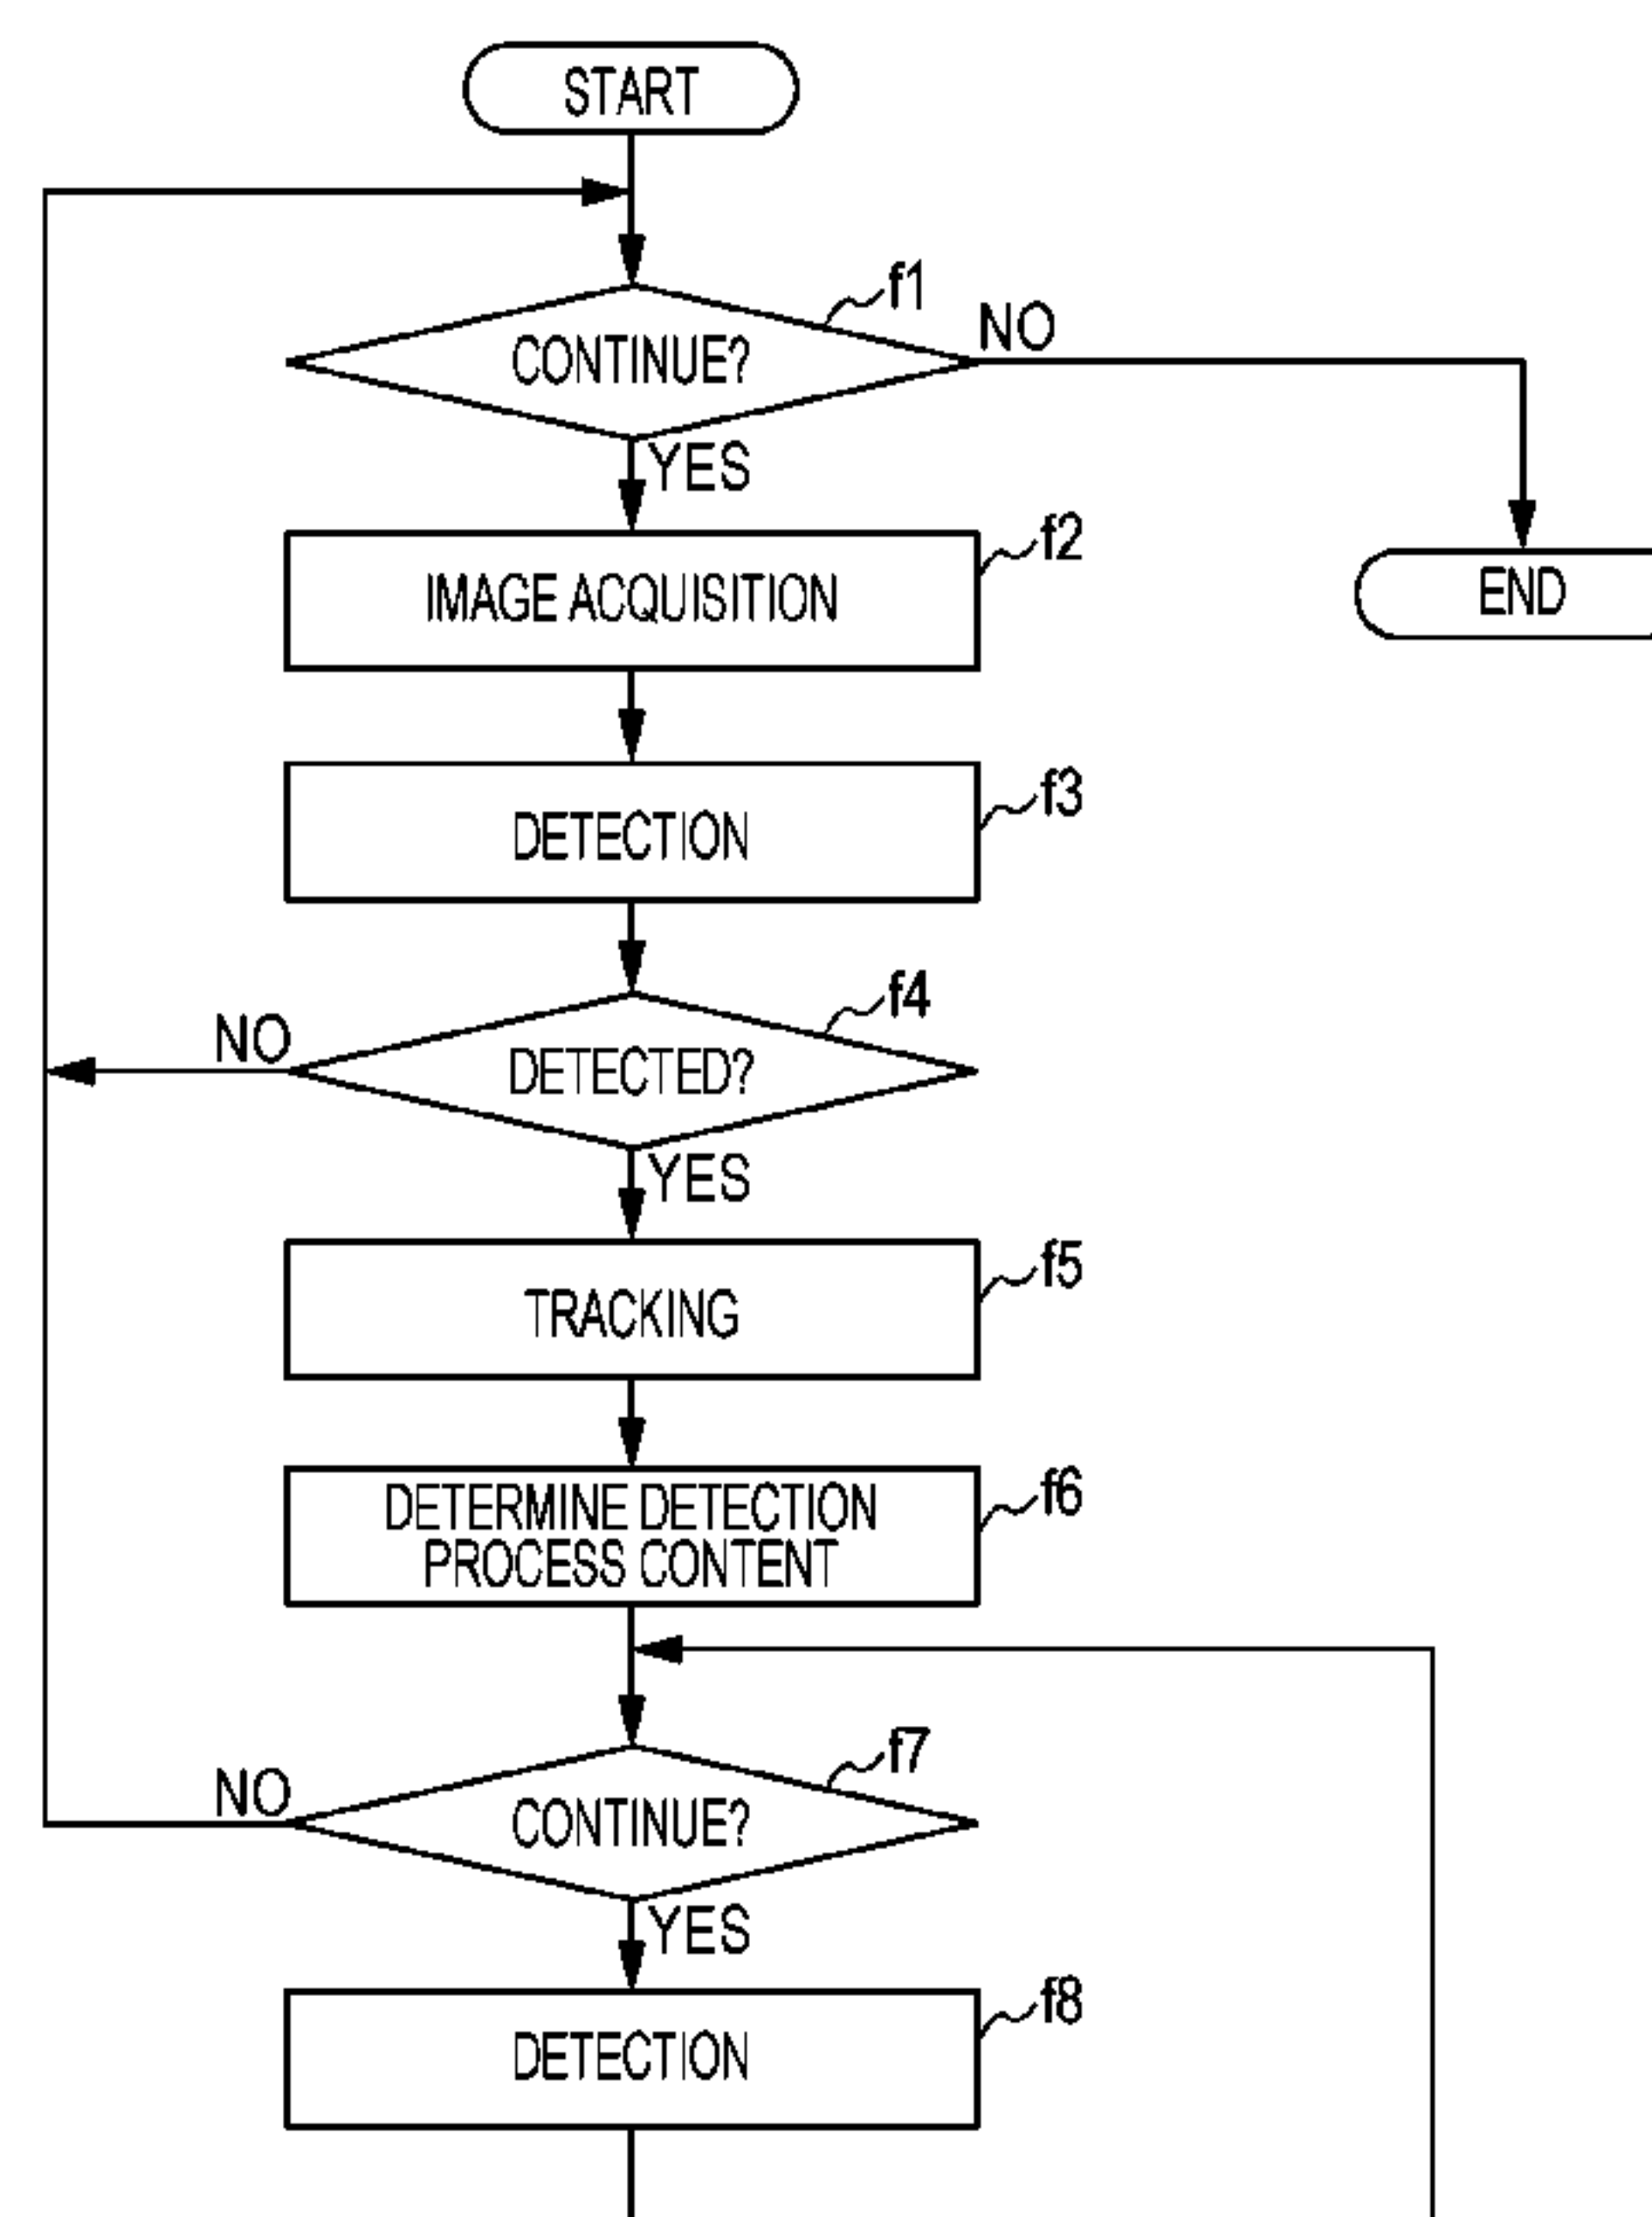 START
f1
CONTINUE?
NO
YES
f2
IMAGE ACQUISITION
END
f3
DETECTION
f4
NO
DETECTED?
YES
f5
TRACKING
f6
DETERMINE DETECTION
PROCESS CONTENT
f7
NO
CONTINUE?
YES
f8
DETECTION